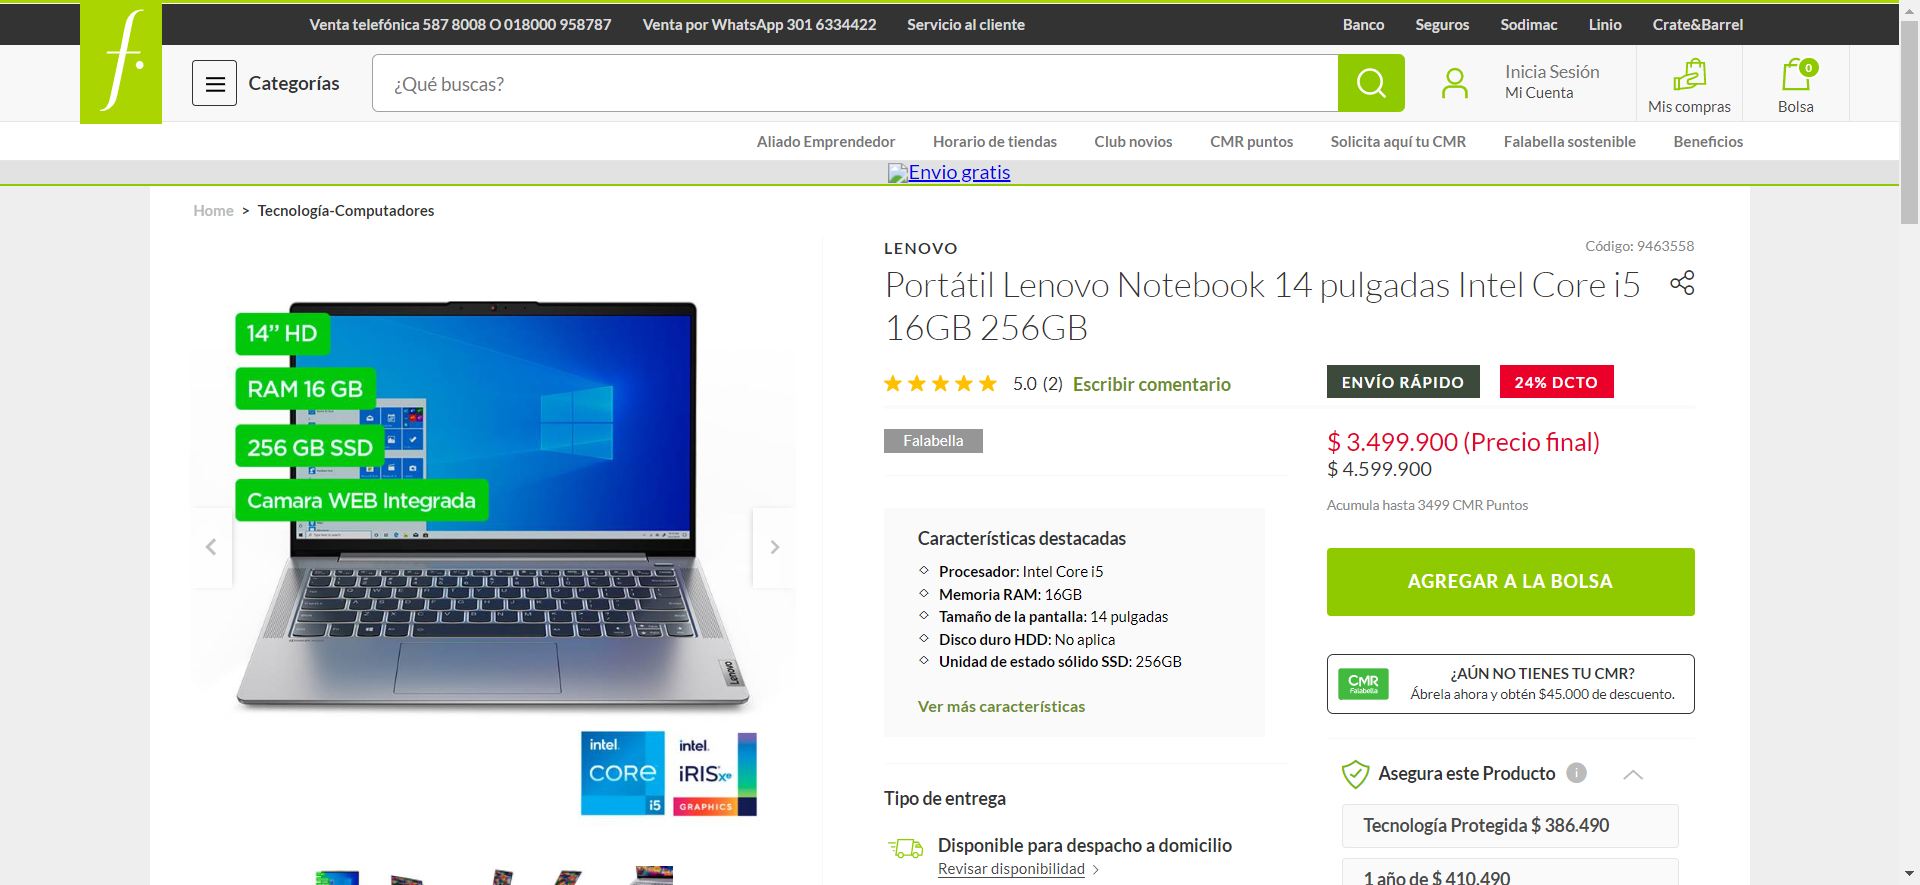 Venta telefónica 587 8008 O 018000 958787
Venta por WhatsApp 301 6334422
Servicio al cliente
Banco
Seguros
Sodimac
Linio
Crate&Barrel
f.
Categorías
¿Qué buscas?
Inicia Sesión
Mi Cuenta
Mis compras
0
Bolsa
Aliado Emprendedor
Horario de tiendas
Club novios
CMR puntos
Solicita aquí tu CMR
Falabella sostenible
Beneficios
Envio gratis
Home > Tecnología-Computadores
14” HD
RAM 16 GB
256 GB SSD
Camara WEB Integrada
Lenovo
intel.
CORE
i5
intel.
iRISxe
GRAPHICS
LENOVO
Código: 9463558
Portátil Lenovo Notebook 14 pulgadas Intel Core i5
16GB 256GB
5.0 (2) Escribir comentario
Falabella
ENVÍO RÁPIDO
24% DCTO
$ 3.499.900 (Precio final)
$ 4.599.900
Acumula hasta 3499 CMR Puntos
Características destacadas
Procesador: Intel Core i5
Memoria RAM: 16GB
Tamaño de la pantalla: 14 pulgadas
Disco duro HDD: No aplica
Unidad de estado sólido SSD: 256GB
Ver más características
AGREGAR A LA BOLSA
CMR
Falabella
¿AÚN NO TIENES TU CMR?
Ábrela ahora y obtén $45.000 de descuento.
Tipo de entrega
Disponible para despacho a domicilio
Revisar disponibilidad >
Asegura este Producto i
Tecnología Protegida $ 386.490
1 año de $ 410.490